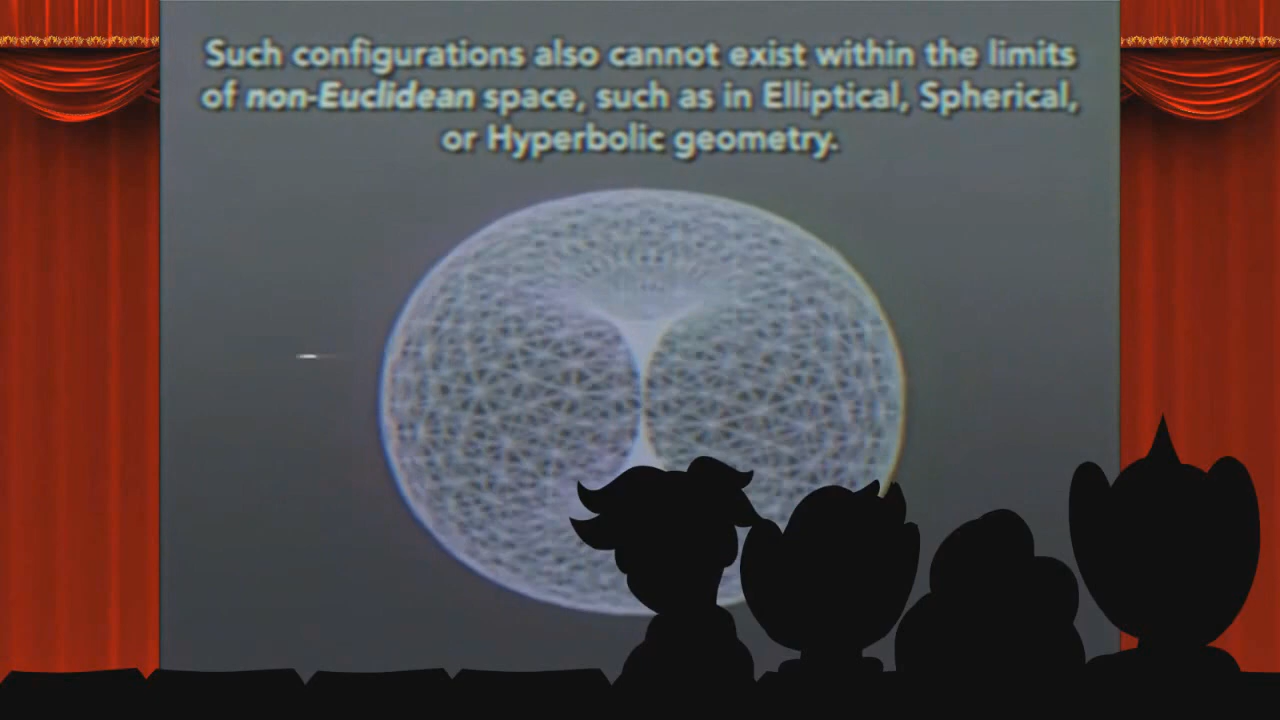 Such configurations also cannot exist within the limits
of non-Euclidean space, such as in Elliptical, Spherical,
or Hyperbolic geometry.